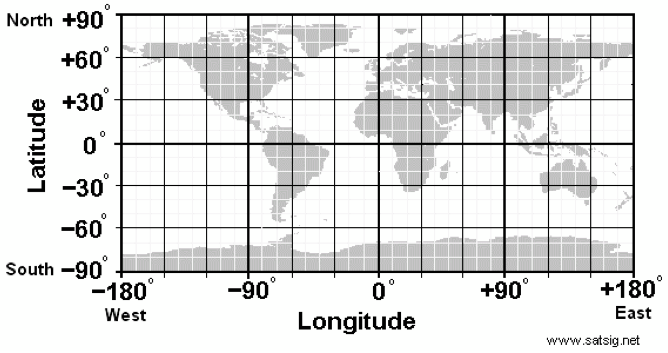 North +90°
+60°
+30°
Latitude
0°
−30°
−60°
South −90°
−180° −90° 0° +90° +180°
West East
Longitude
www.satsig.net